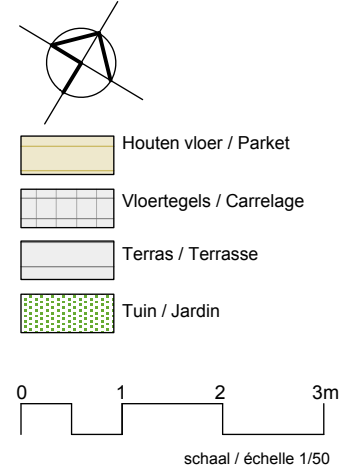 Houten vloer / Parket
Vloertegels / Carrelage
Terras / Terrasse
Tuin / Jardin
0 1 2 3m
schaal / échelle 1/50